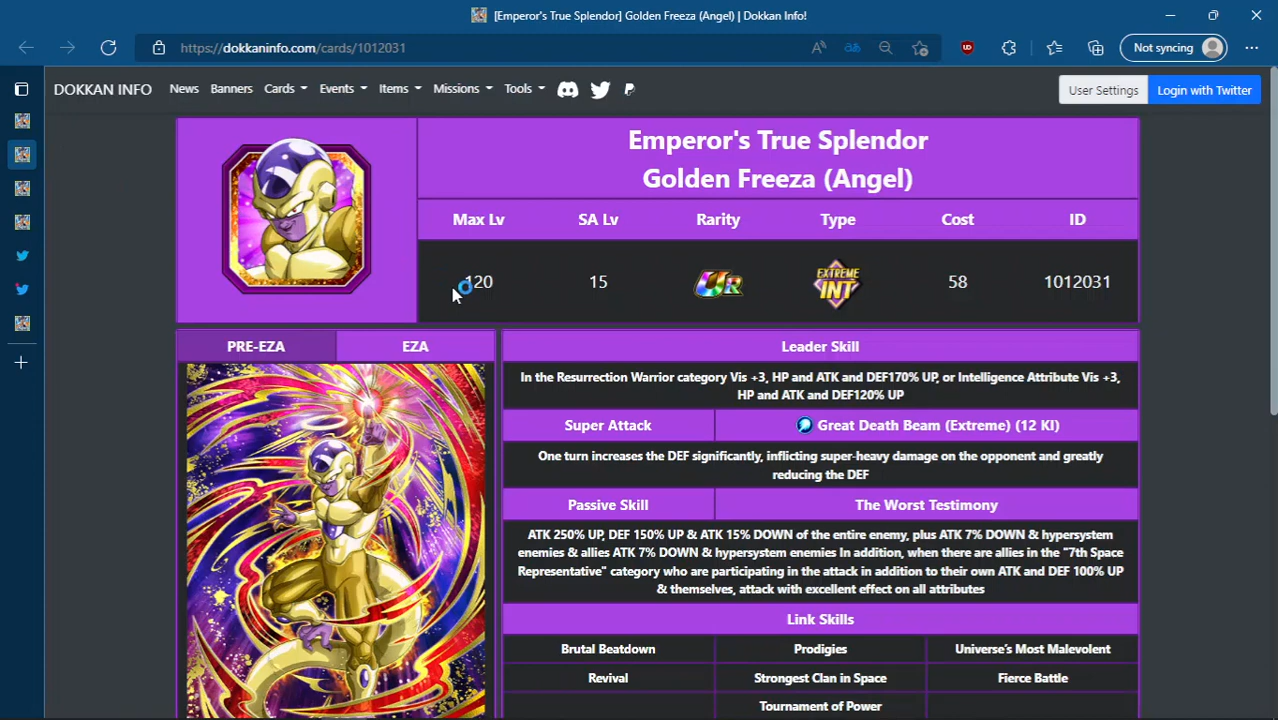 [Emperor's True Splendor] Golden Freeza (Angel) | Dokkan Info!
https://dokkaninfo.com/cards/1012031
Not syncing
DOKKAN INFO News Banners Cards Events Items Missions Tools
User Settings Login with Twitter
Emperor's True Splendor
Golden Freeza (Angel)
Max Lv SA Lv Rarity Type Cost ID
120 15 UR EXTREME INT 58 1012031
PRE-EZA EZA
Leader Skill
In the Resurrection Warrior category Vis +3, HP and ATK and DEF170% UP, or Intelligence Attribute Vis +3,
HP and ATK and DEF120% UP
Super Attack Great Death Beam (Extreme) (12 KI)
One turn increases the DEF significantly, inflicting super-heavy damage on the opponent and greatly
reducing the DEF
Passive Skill The Worst Testimony
ATK 250% UP, DEF 150% UP & ATK 15% DOWN of the entire enemy, plus ATK 7% DOWN & hypersystem
enemies & allies ATK 7% DOWN & hypersystem enemies In addition, when there are allies in the "7th Space
Representative" category who are participating in the attack in addition to their own ATK and DEF 100% UP
& themselves, attack with excellent effect on all attributes
Link Skills
Brutal Beatdown Prodigies Universe's Most Malevolent
Revival Strongest Clan in Space Fierce Battle
Tournament of Power